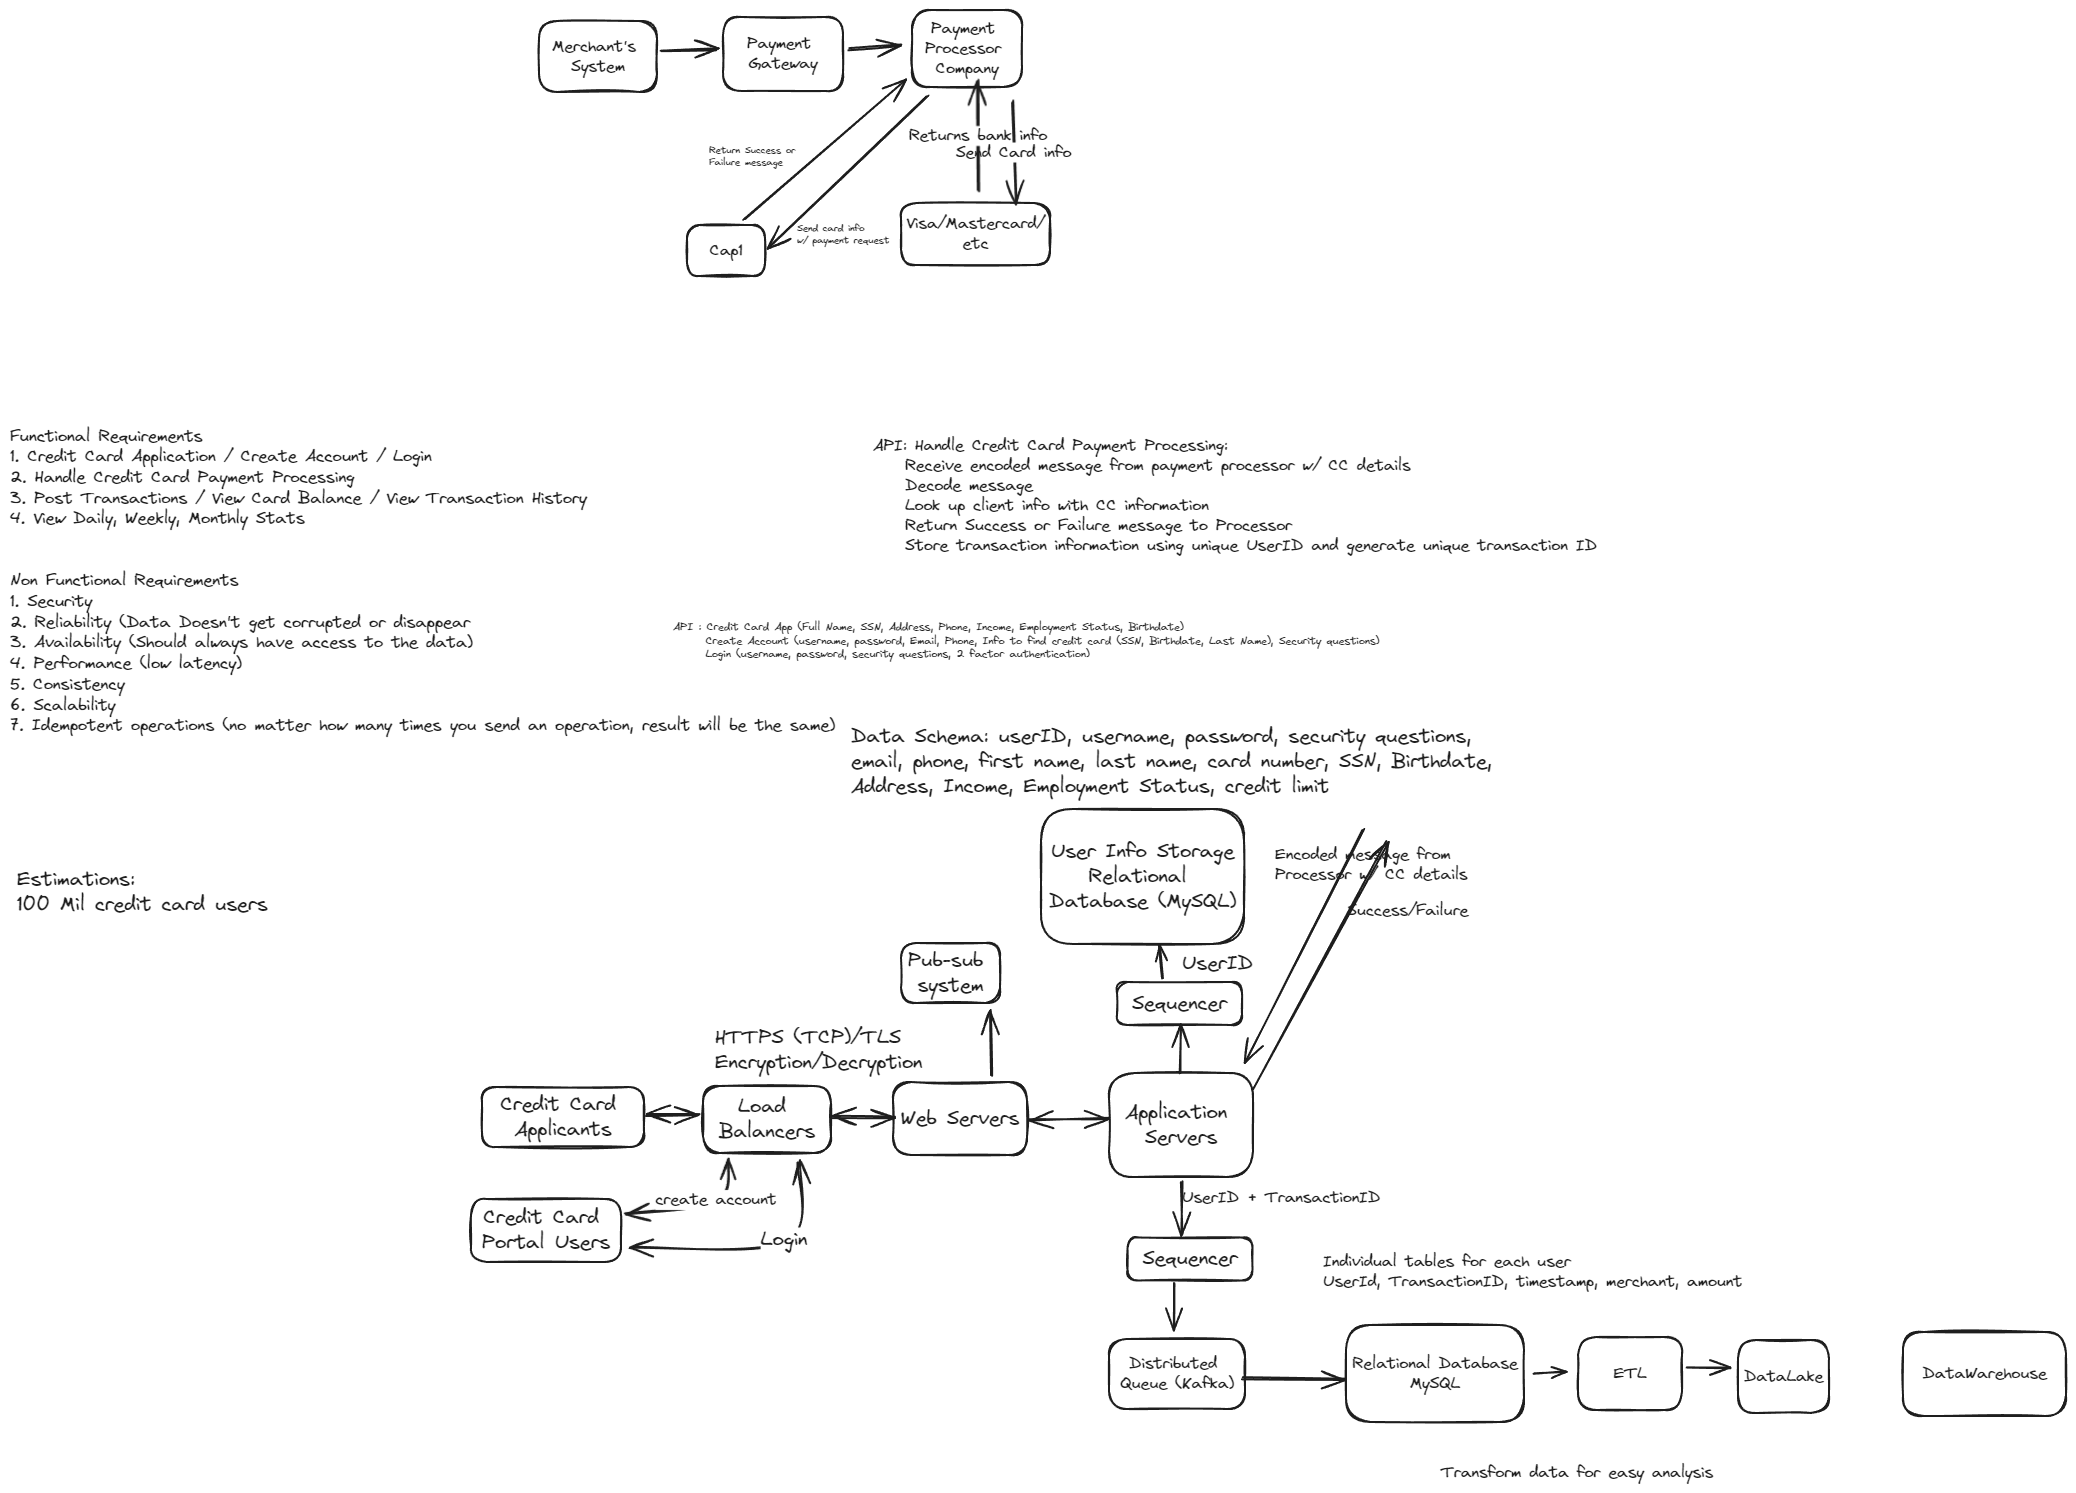 Merchant's
System
Payment
Gateway
Payment
Processor
Company
Returns bank info
Send Card info
Return Success or
Failure message
Send card info
w/ payment request
Cap1
Visa/Mastercard/
etc
Functional Requirements
1. Credit Card Application / Create Account / Login
2. Handle Credit Card Payment Processing
3. Post Transactions / View Card Balance / View Transaction History
4. View Daily, Weekly, Monthly Stats
API: Handle Credit Card Payment Processing:
Receive encoded message from payment processor w/ CC details
Decode message
Look up client info with CC information
Return Success or Failure message to Processor
Store transaction information using unique UserID and generate unique transaction ID
Non Functional Requirements
1. Security
2. Reliability (Data Doesn't get corrupted or disappear
3. Availability (Should always have access to the data)
4. Performance (low latency)
5. Consistency
6. Scalability
7. Idempotent operations (no matter how many times you send an operation, result will be the same)
API : Credit Card App (Full Name, SSN, Address, Phone, Income, Employment Status, Birthdate)
Create Account (username, password, Email, Phone, Info to find credit card (SSN, Birthdate, Last Name), Security questions)
Login (username, password, security questions, 2 factor authentication)
Data Schema: userID, username, password, security questions,
email, phone, first name, last name, card number, SSN, Birthdate,
Address, Income, Employment Status, credit limit
Estimations:
100 Mil credit card users
User Info Storage
Relational
Database (MySQL)
Encoded message from
Processor w/ CC details
Success/Failure
Pub-sub
system
UserID
Sequencer
HTTPS (TCP)/TLS
Encryption/Decryption
Credit Card
Applicants
Load
Balancers
Web Servers
Application
Servers
create account
Credit Card
Portal Users
Login
UserID + TransactionID
Sequencer
Individual tables for each user
UserId, TransactionID, timestamp, merchant, amount
Distributed
Queue (Kafka)
Relational Database
MySQL
ETL
DataLake
DataWarehouse
Transform data for easy analysis